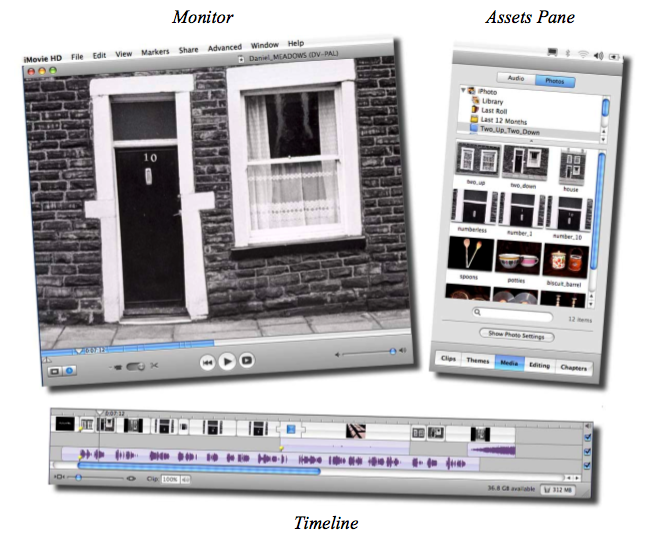 Monitor
Assets Pane
iMovie HD File Edit View Markers Share Advanced Window Help
Daniel_MEADOWS (DV-PAL)
10
0:07:12
Audio Photos
iPhoto
Library
Last Roll
Last 12 Months
Two_Up_Two_Down
two_up two_down house
numberless number_1 number_10
spoons potties biscuit_barrel
12 items
Show Photo Settings
Clips Themes Media Editing Chapters
0:07:12
Clip 100%
36.8 GB available 312 MB
Timeline